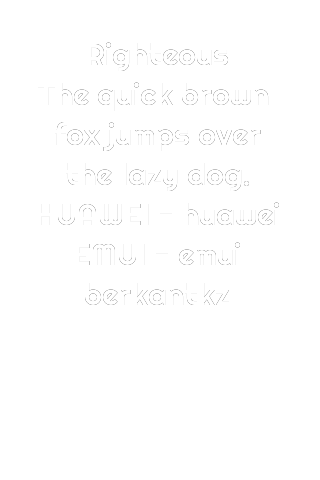 Righteous
The quick brown
fox jumps over
the lazy dog.
HUAWEI - huawei
EMUI - emui
berkantkz